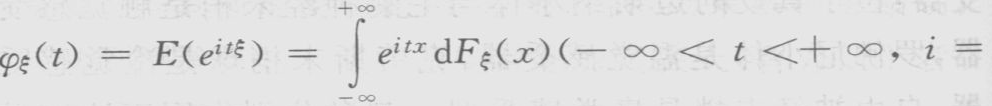 φ_ξ(t) = E(e^{itξ}) = ∫_{-∞}^{+∞} e^{itx} dF_ξ(x)(- ∞ < t <+ ∞, i =